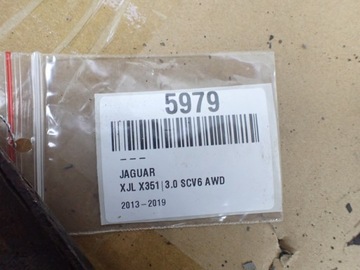 5979
– – –
JAGUAR
XJL X351|3.0 SCV6 AWD
2013–2019